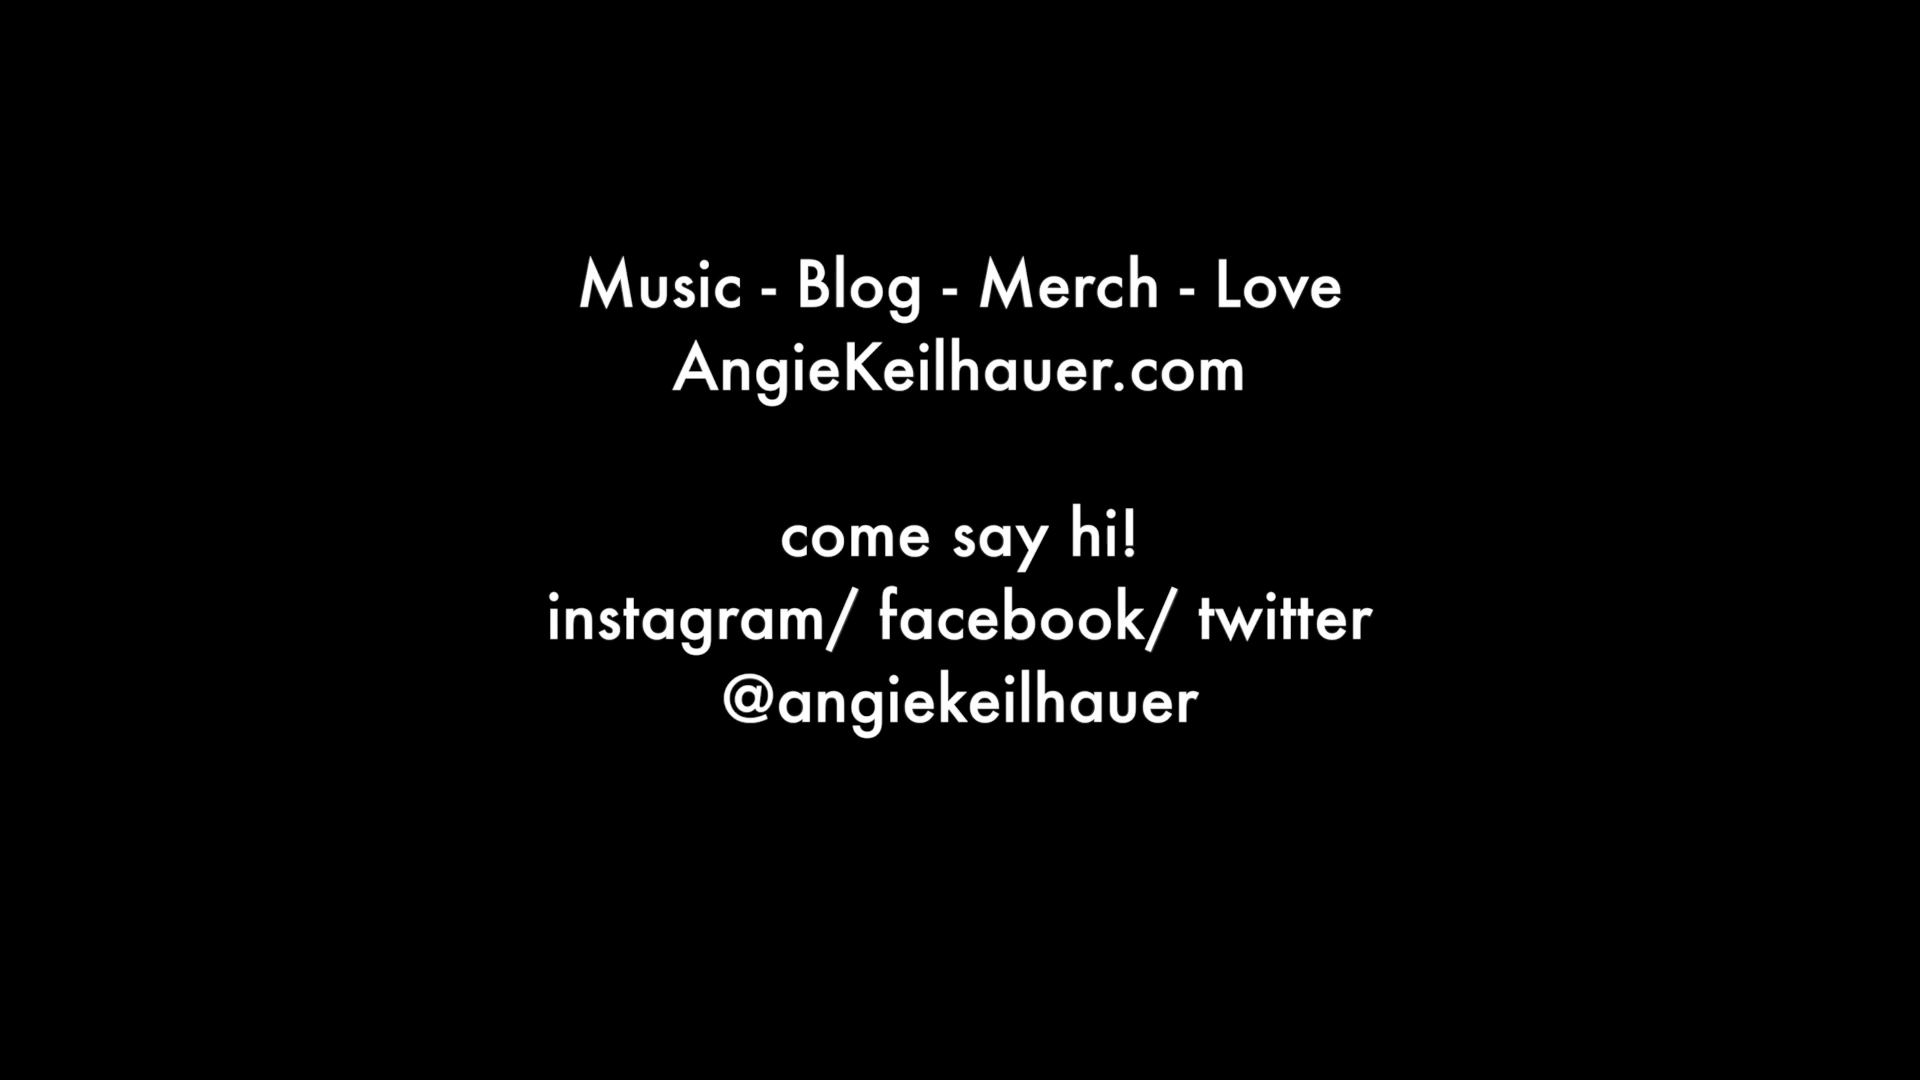 Music - Blog - Merch - Love
AngieKeilhauer.com
come say hi!
instagram/ facebook/ twitter
@angiekeilhauer